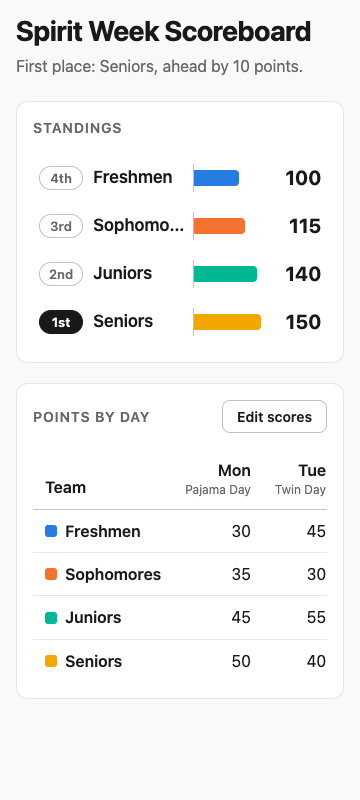 Spirit Week Scoreboard
First place: Seniors, ahead by 10 points.
STANDINGS
4th Freshmen 100
3rd Sophomo... 115
2nd Juniors 140
1st Seniors 150
POINTS BY DAY Edit scores
Mon Tue
Team Pajama Day Twin Day
Freshmen 30 45
Sophomores 35 30
Juniors 45 55
Seniors 50 40